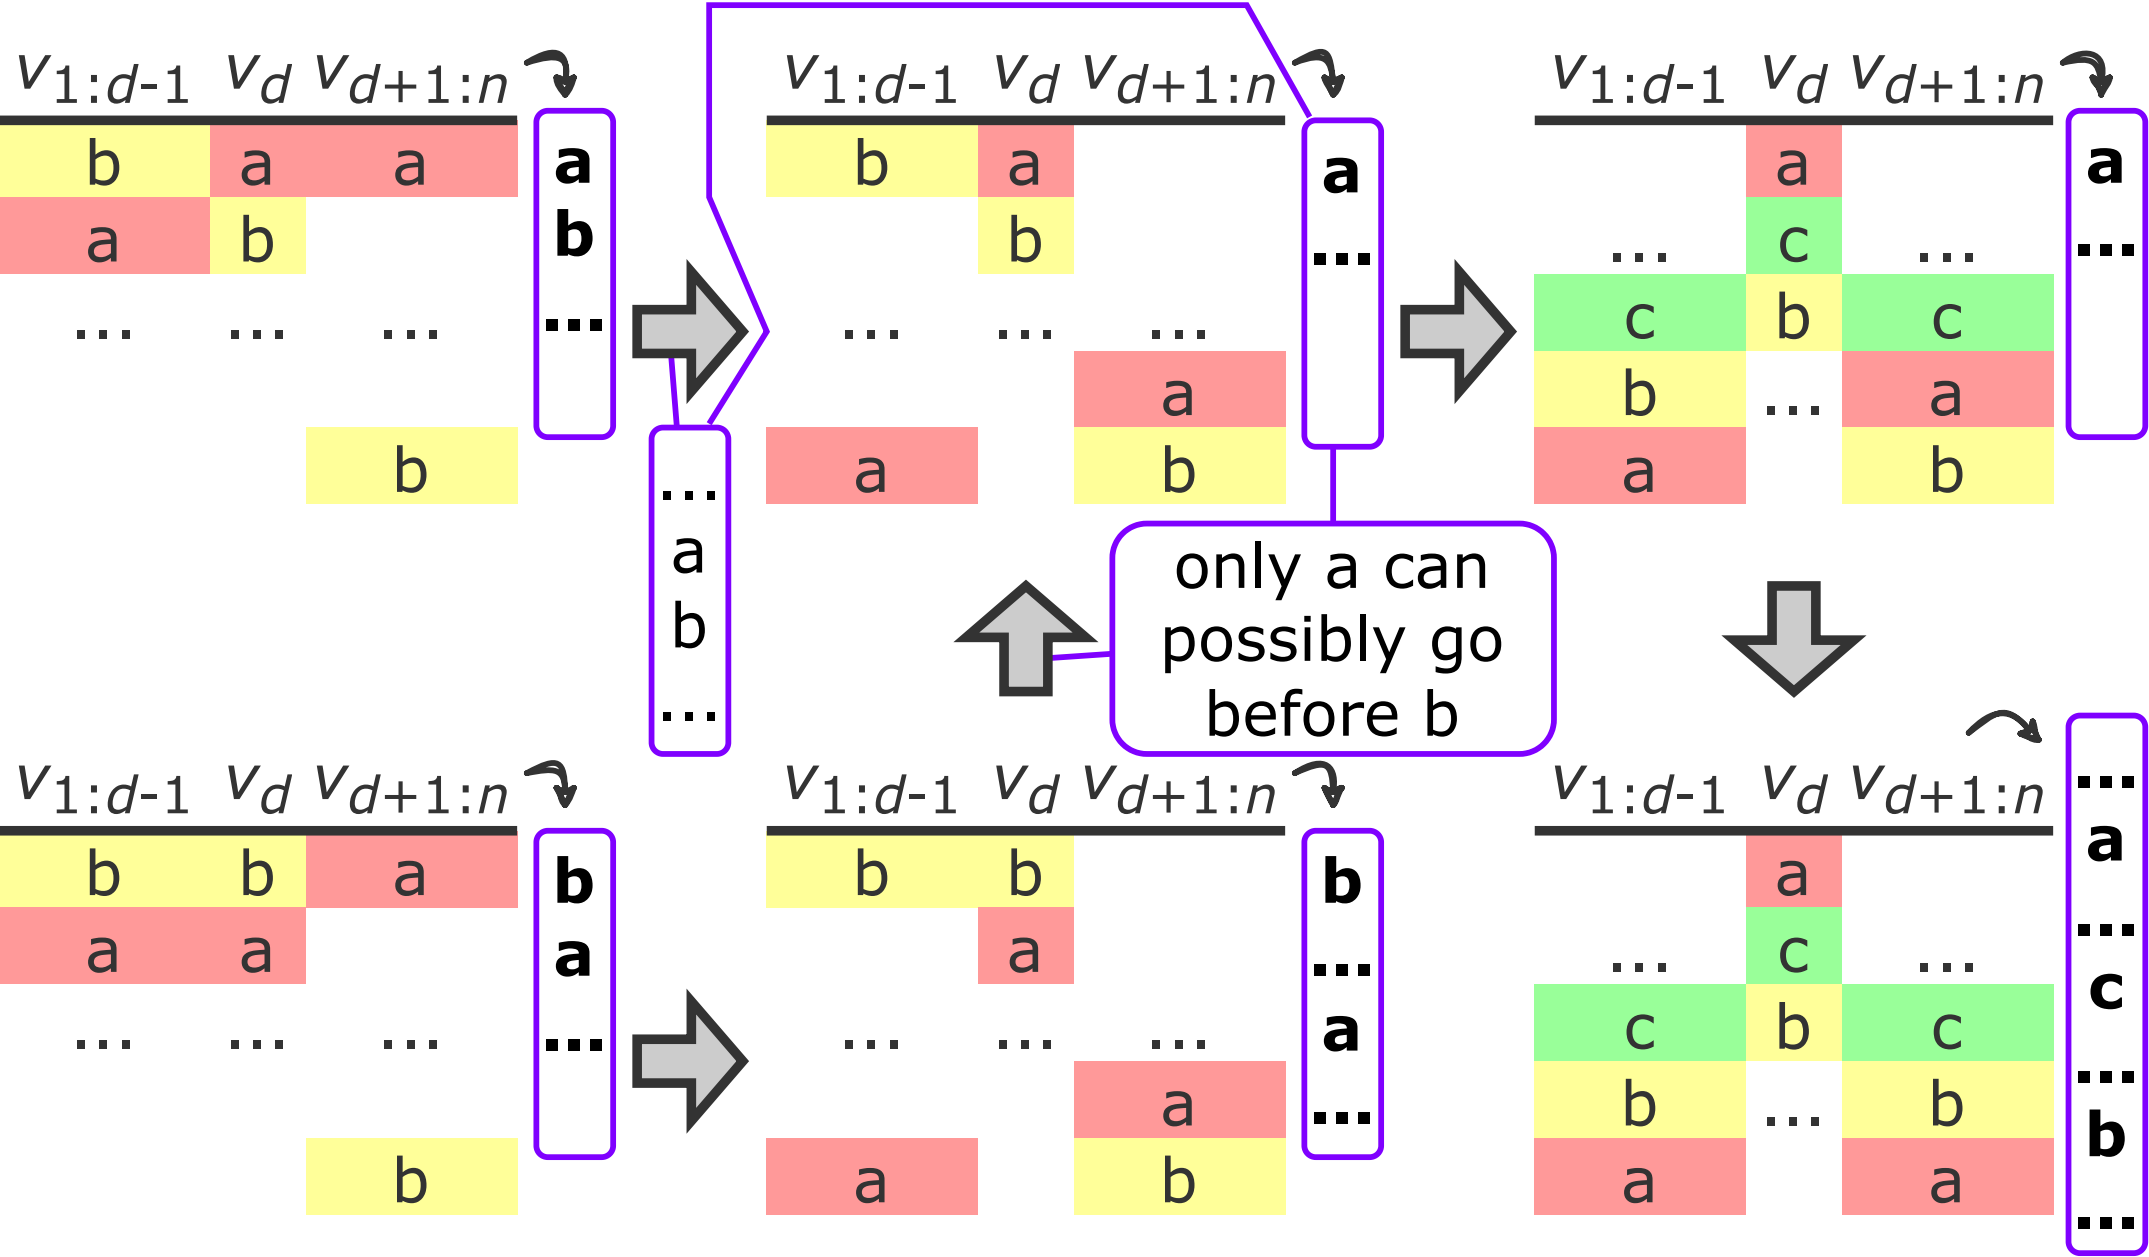 v1:d-1 vd vd+1:n
b a a
a b
... ... ...
b
a
b
...
...
a
b
...
v1:d-1 vd vd+1:n
b a
b
... ... ...
a
a b
a
...
v1:d-1 vd vd+1:n
a
... c ...
c b c
b ... a
a b
a
...
only a can
possibly go
before b
v1:d-1 vd vd+1:n
b b a
a a
... ... ...
b
b
a
...
v1:d-1 vd vd+1:n
b b
a
... ... ...
a
a b
b
...
a
...
v1:d-1 vd vd+1:n
a
... c ...
c b c
b ... b
a a
...
a
...
c
...
b
...